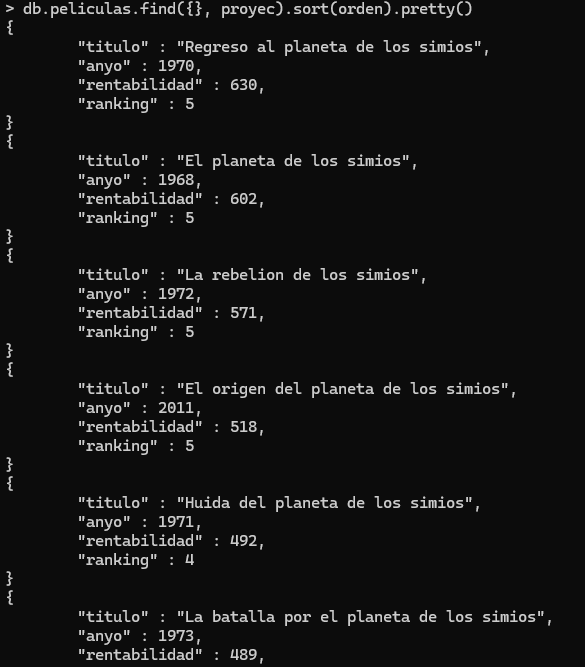 > db.peliculas.find({}, proyec).sort(orden).pretty()
{
"titulo" : "Regreso al planeta de los simios",
"anyo" : 1970,
"rentabilidad" : 630,
"ranking" : 5
}
{
"titulo" : "El planeta de los simios",
"anyo" : 1968,
"rentabilidad" : 602,
"ranking" : 5
}
{
"titulo" : "La rebelion de los simios",
"anyo" : 1972,
"rentabilidad" : 571,
"ranking" : 5
}
{
"titulo" : "El origen del planeta de los simios",
"anyo" : 2011,
"rentabilidad" : 518,
"ranking" : 5
}
{
"titulo" : "Huida del planeta de los simios",
"anyo" : 1971,
"rentabilidad" : 492,
"ranking" : 4
}
{
"titulo" : "La batalla por el planeta de los simios",
"anyo" : 1973,
"rentabilidad" : 489,